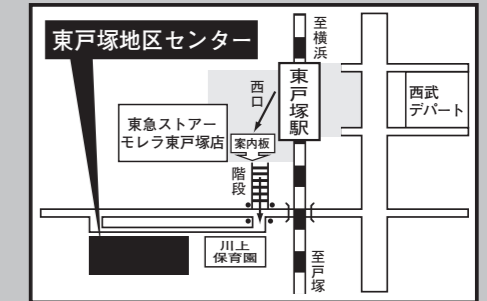 東戸塚地区センター
至横浜
東戸塚駅
西口
西武
デパート
東急ストアー
モレラ東戸塚店
案内板
階段
川上
保育園
至戸塚